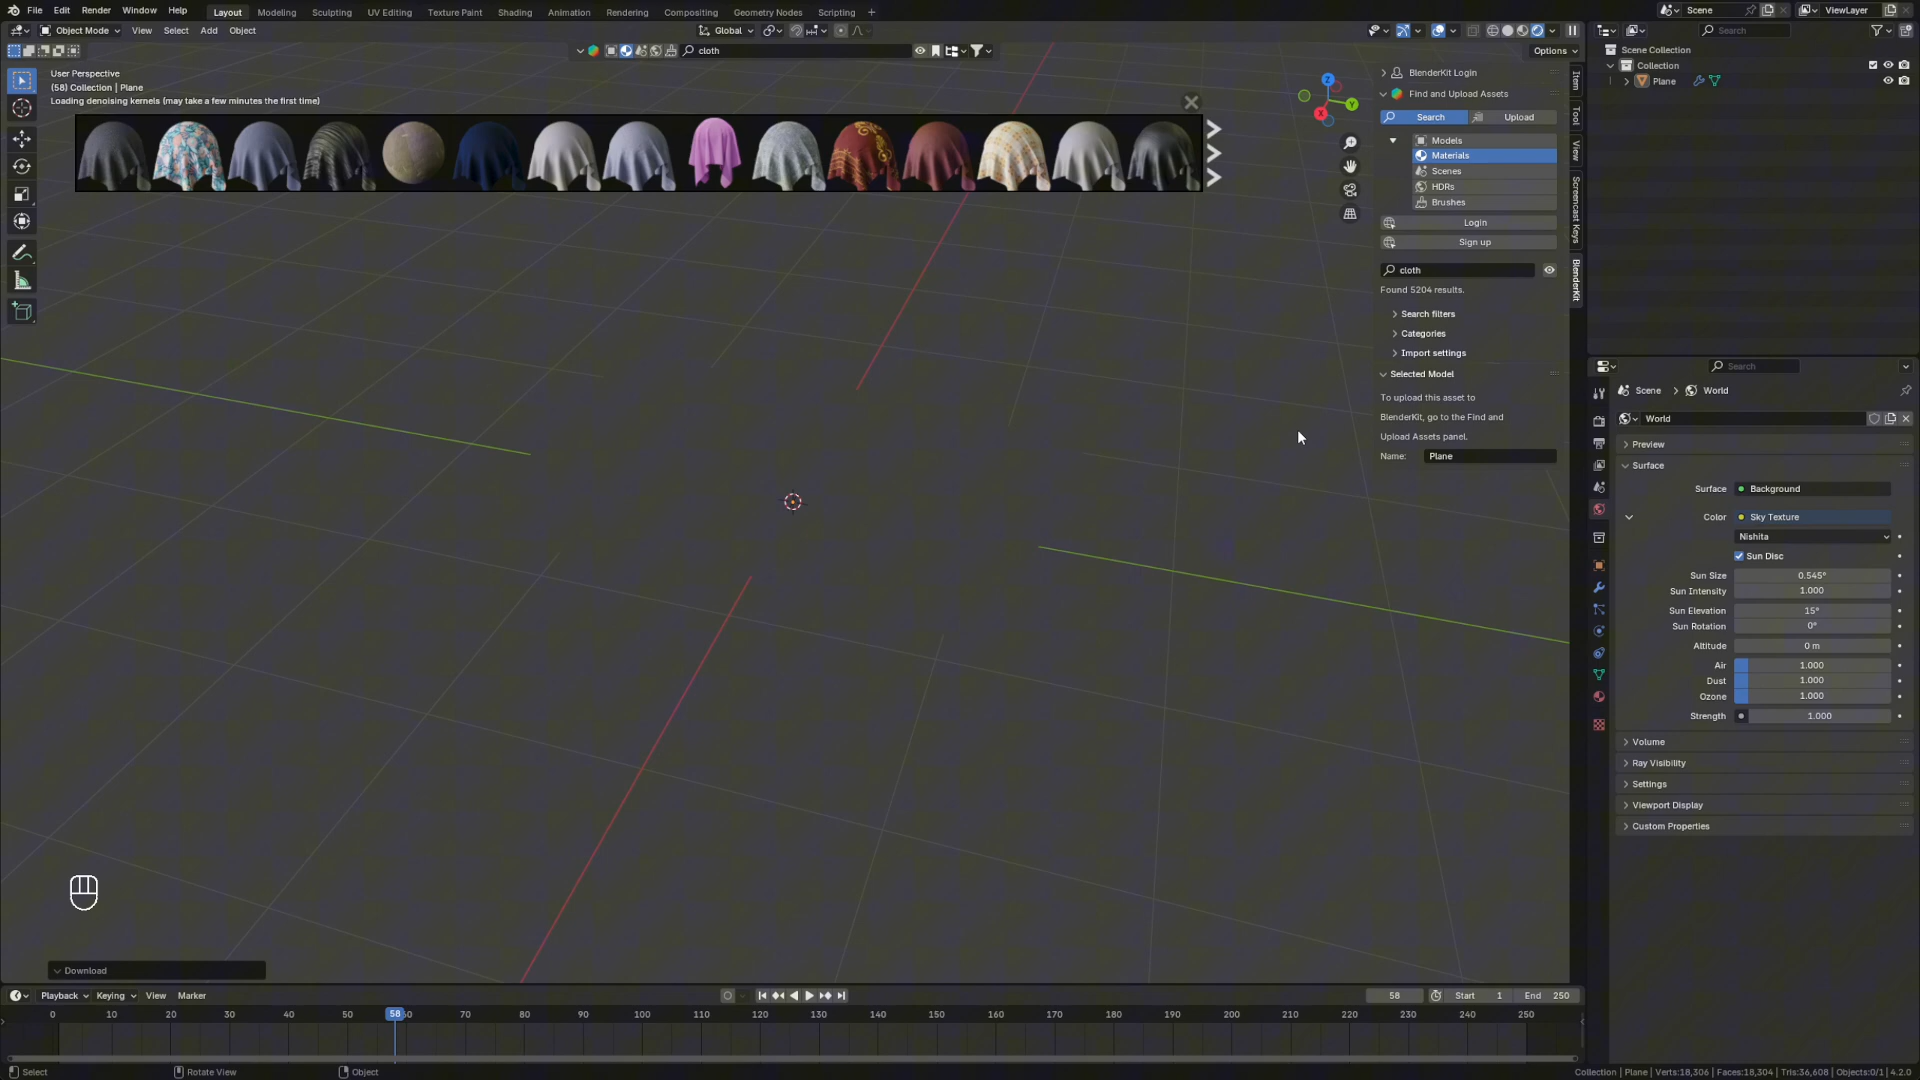 File Edit Render Window Help Layout Modeling Sculpting UV Editing Texture Paint Shading Animation Rendering Compositing Geometry Nodes Scripting + Scene ViewLayer
Object Mode View Select Add Object Global Search
cloth Options
Scene Collection
Collection
Plane
User Perspective
(58) Collection | Plane
Loading denoising kernels (may take a few minutes the first time)
Z
Y
X
BlenderKit Login
Find and Upload Assets
Search Upload
Models
Materials
Scenes
HDRs
Brushes
Login
Sign up
cloth
Found 5204 results.
Search filters
Categories
Import settings
Selected Model
To upload this asset to
BlenderKit, go to the Find and
Upload Assets panel.
Name: Plane
Item
Tool
View
Screencast Keys
BlenderKit
Search
Scene World
World
Preview
Surface
Surface Background
Color Sky Texture
Nishita
Sun Disc
Sun Size 0.545°
Sun Intensity 1.000
Sun Elevation 15°
Sun Rotation 0°
Altitude 0 m
Air 1.000
Dust 1.000
Ozone 1.000
Strength 1.000
Volume
Ray Visibility
Settings
Viewport Display
Custom Properties
Download
Playback Keying View Marker 58 Start 1 End 250
0 10 20 30 40 50 58 60 70 80 90 100 110 120 130 140 150 160 170 180 190 200 210 220 230 240 250
Select Rotate View Object Collection | Plane | Verts:18,306 | Faces:18,304 | Tris:36,608 | Objects:0/1 | 4.2.0